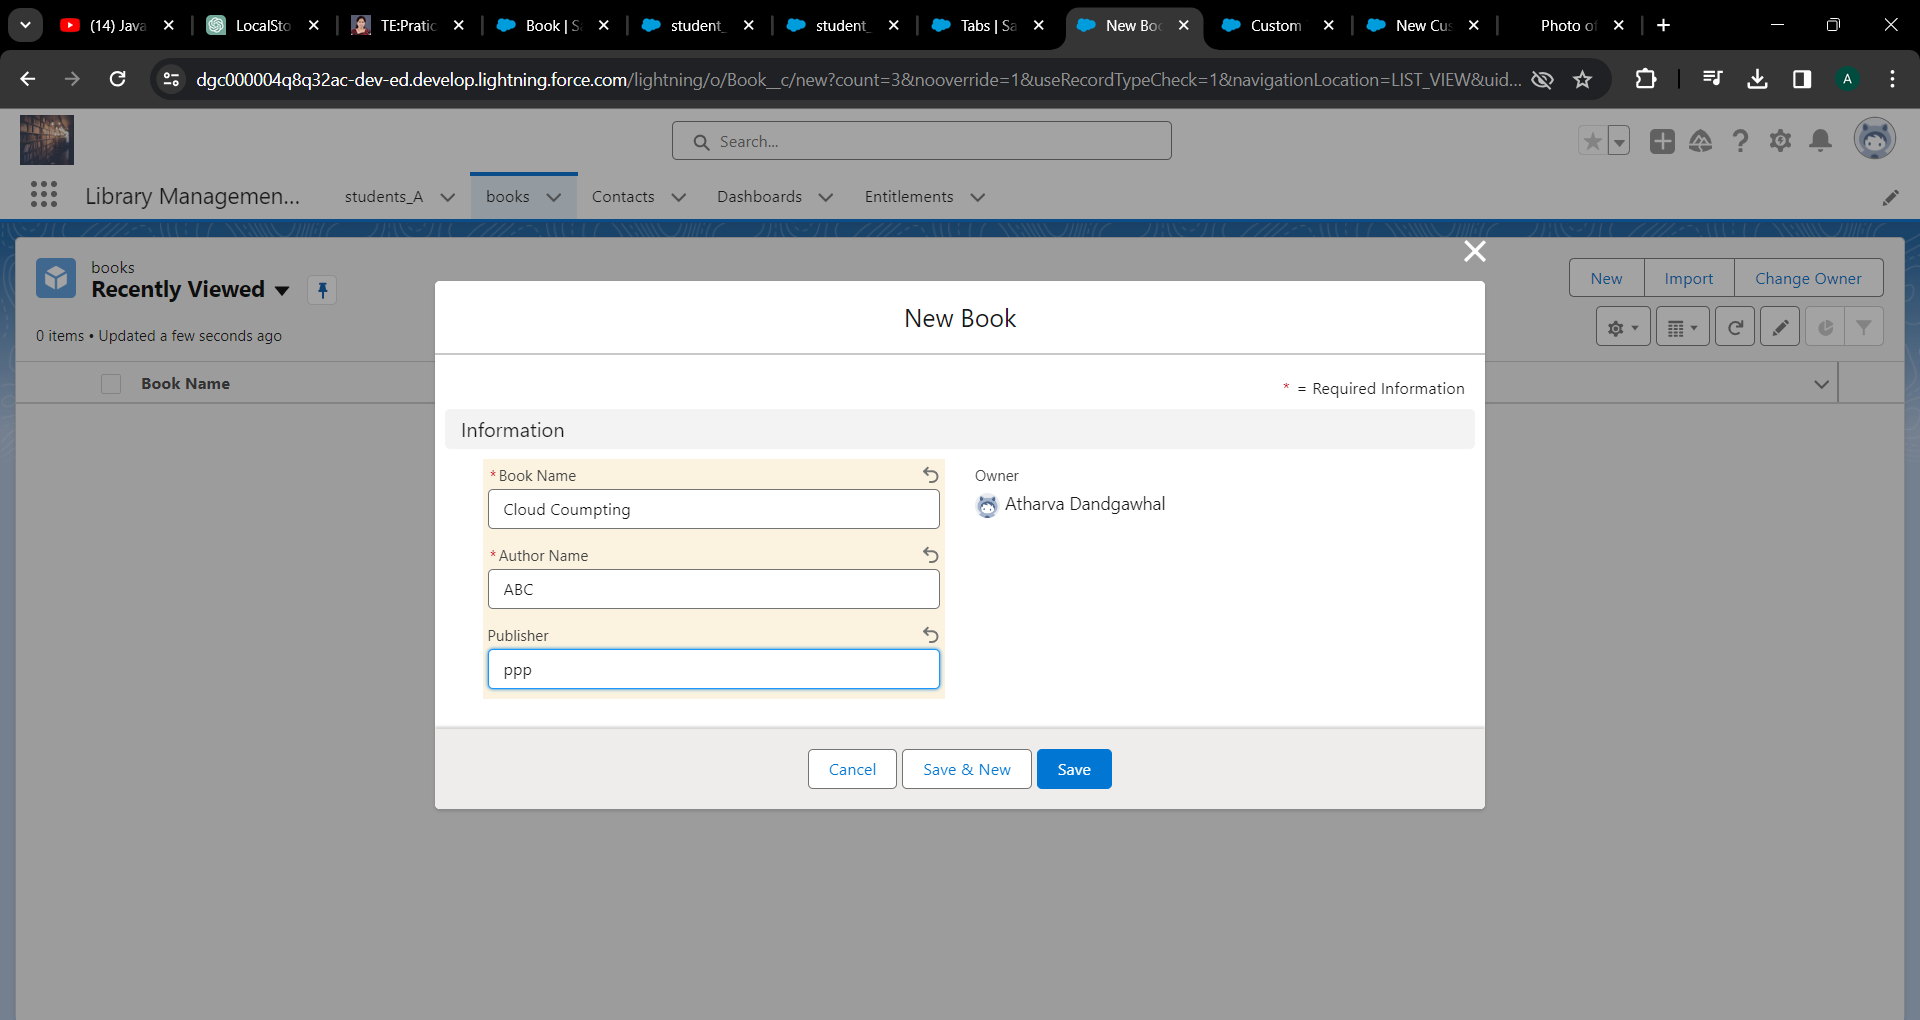 (14) Java
LocalSto
TE:Pratic
Book | Sa
student_
student_
Tabs | Sa
New Boo
Custom
New Cus
Photo of
dgc000004q8q32ac-dev-ed.develop.lightning.force.com/lightning/o/Book__c/new?count=3&nooverride=1&useRecordTypeCheck=1&navigationLocation=LIST_VIEW&uid...
A
Search...
Library Managemen...
students_A
books
Contacts
Dashboards
Entitlements
books
Recently Viewed
New
Import
Change Owner
0 items • Updated a few seconds ago
Book Name
New Book
* = Required Information
Information
*Book Name
Cloud Coumpting
Owner
Atharva Dandgawhal
*Author Name
ABC
Publisher
ppp
Cancel
Save & New
Save